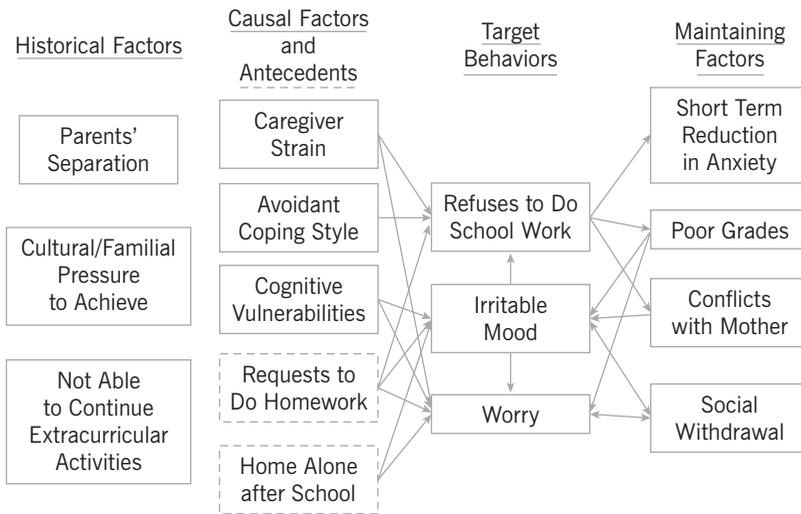 Historical Factors
Parents’
Separation
Cultural/Familial
Pressure
to Achieve
Not Able
to Continue
Extracurricular
Activities
Causal Factors
and
Antecedents
Caregiver
Strain
Avoidant
Coping Style
Cognitive
Vulnerabilities
Requests to
Do Homework
Home Alone
after School
Target
Behaviors
Refuses to Do
School Work
Irritable
Mood
Worry
Maintaining
Factors
Short Term
Reduction
in Anxiety
Poor Grades
Conflicts
with Mother
Social
Withdrawal